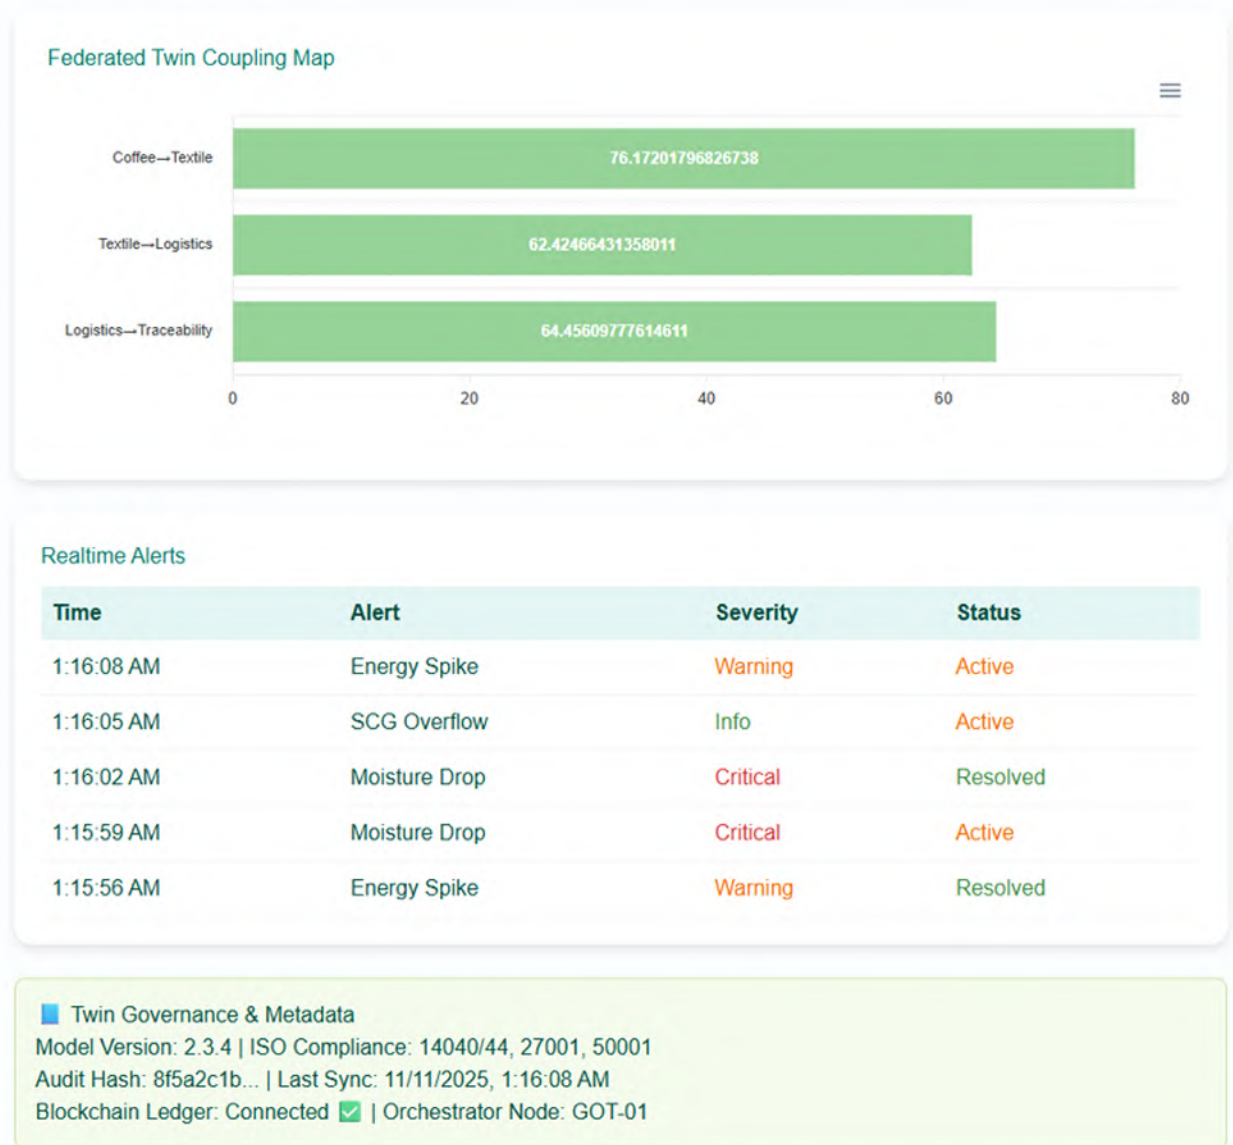 Federated Twin Coupling Map
Coffee→Textile
76.17201796826738
Textile→Logistics
62.42466431358011
Logistics→Traceability
64.45609777614611
0 20 40 60 80
Realtime Alerts
Time Alert Severity Status
1:16:08 AM Energy Spike Warning Active
1:16:05 AM SCG Overflow Info Active
1:16:02 AM Moisture Drop Critical Resolved
1:15:59 AM Moisture Drop Critical Active
1:15:56 AM Energy Spike Warning Resolved
Twin Governance & Metadata
Model Version: 2.3.4 | ISO Compliance: 14040/44, 27001, 50001
Audit Hash: 8f5a2c1b... | Last Sync: 11/11/2025, 1:16:08 AM
Blockchain Ledger: Connected ✅ | Orchestrator Node: GOT-01